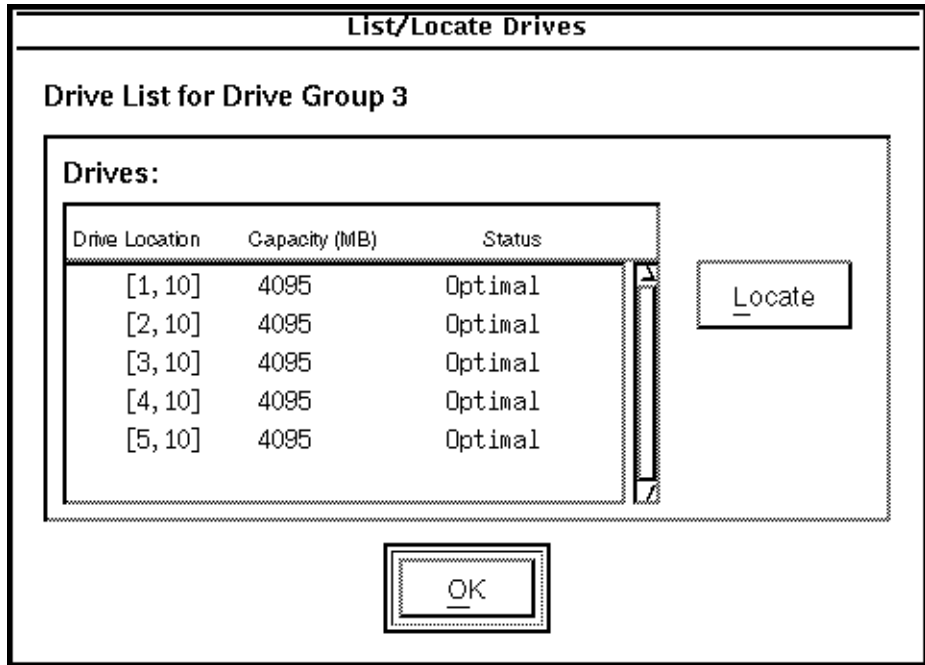 List/Locate Drives
Drive List for Drive Group 3
Drives:
Drive Location Capacity (MB) Status
[1, 10] 4095 Optimal
[2, 10] 4095 Optimal
[3, 10] 4095 Optimal
[4, 10] 4095 Optimal
[5, 10] 4095 Optimal
Locate
OK